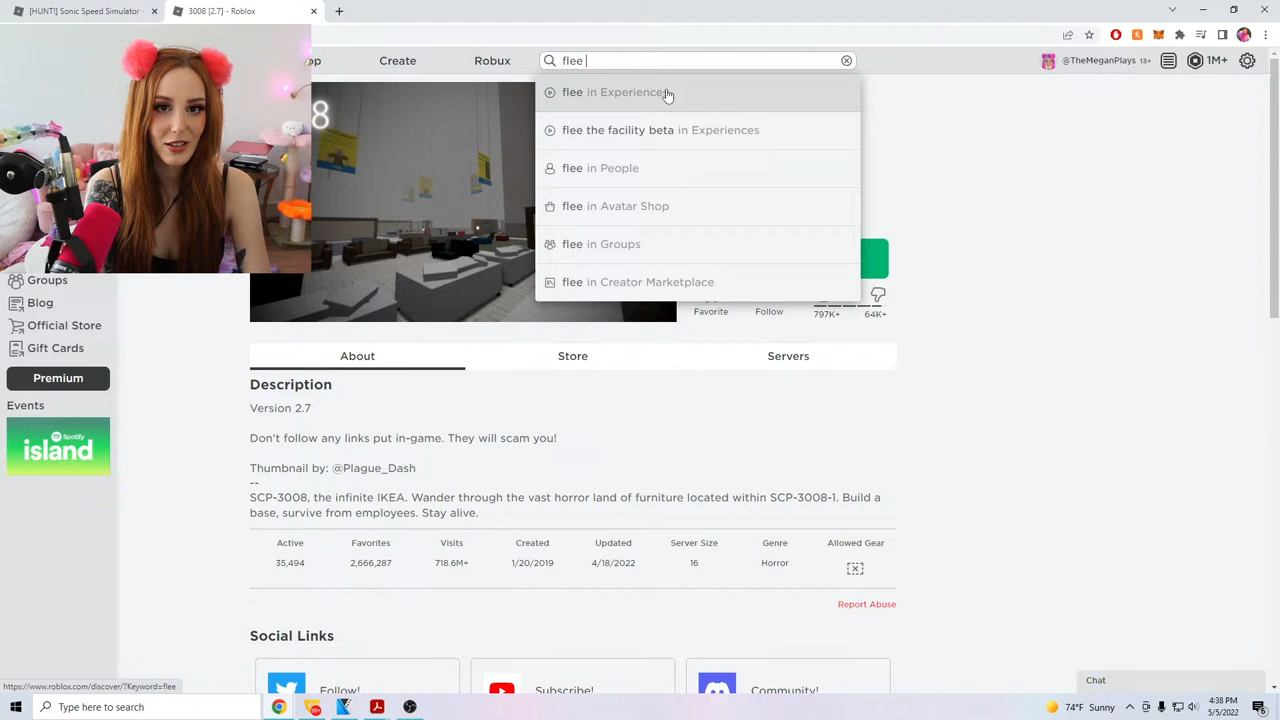 [HUNT!] Sonic Speed Simulator -
3008 [2.7] - Roblox
Create
Robux
flee
@TheMeganPlays 13+
1M+
flee in Experiences
flee the facility beta in Experiences
flee in People
flee in Avatar Shop
flee in Groups
flee in Creator Marketplace
8
Favorite
Follow
797K+
64K+
Groups
Blog
Official Store
Gift Cards
Premium
Events
Spotify
island
About
Store
Servers
Description
Version 2.7
Don't follow any links put in-game. They will scam you!
Thumbnail by: @Plague_Dash
--
SCP-3008, the infinite IKEA. Wander through the vast horror land of furniture located within SCP-3008-1. Build a
base, survive from employees. Stay alive.
Active
Favorites
Visits
Created
Updated
Server Size
Genre
Allowed Gear
35,494
2,666,287
718.6M+
1/20/2019
4/18/2022
16
Horror
Report Abuse
Social Links
Follow!
Subscribe!
Community!
Chat
https://www.roblox.com/discover/?Keyword=flee
Type here to search
74°F Sunny
4:38 PM
5/5/2022